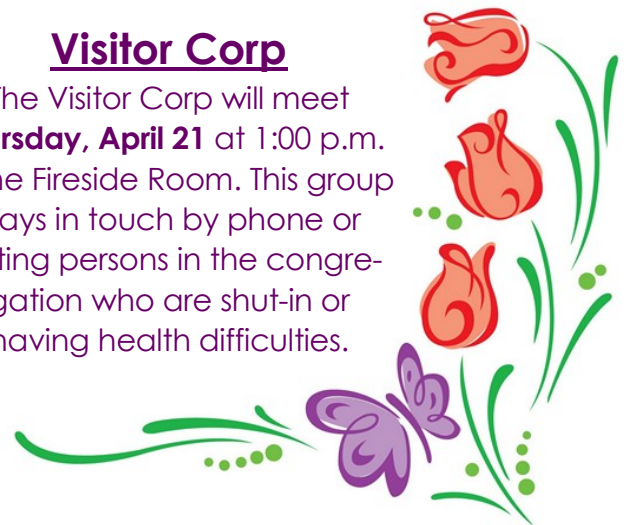 Visitor Corp
The Visitor Corp will meet
rsday, April 21 at 1:00 p.m.
he Fireside Room. This group
ays in touch by phone or
ting persons in the congre-
gation who are shut-in or
having health difficulties.